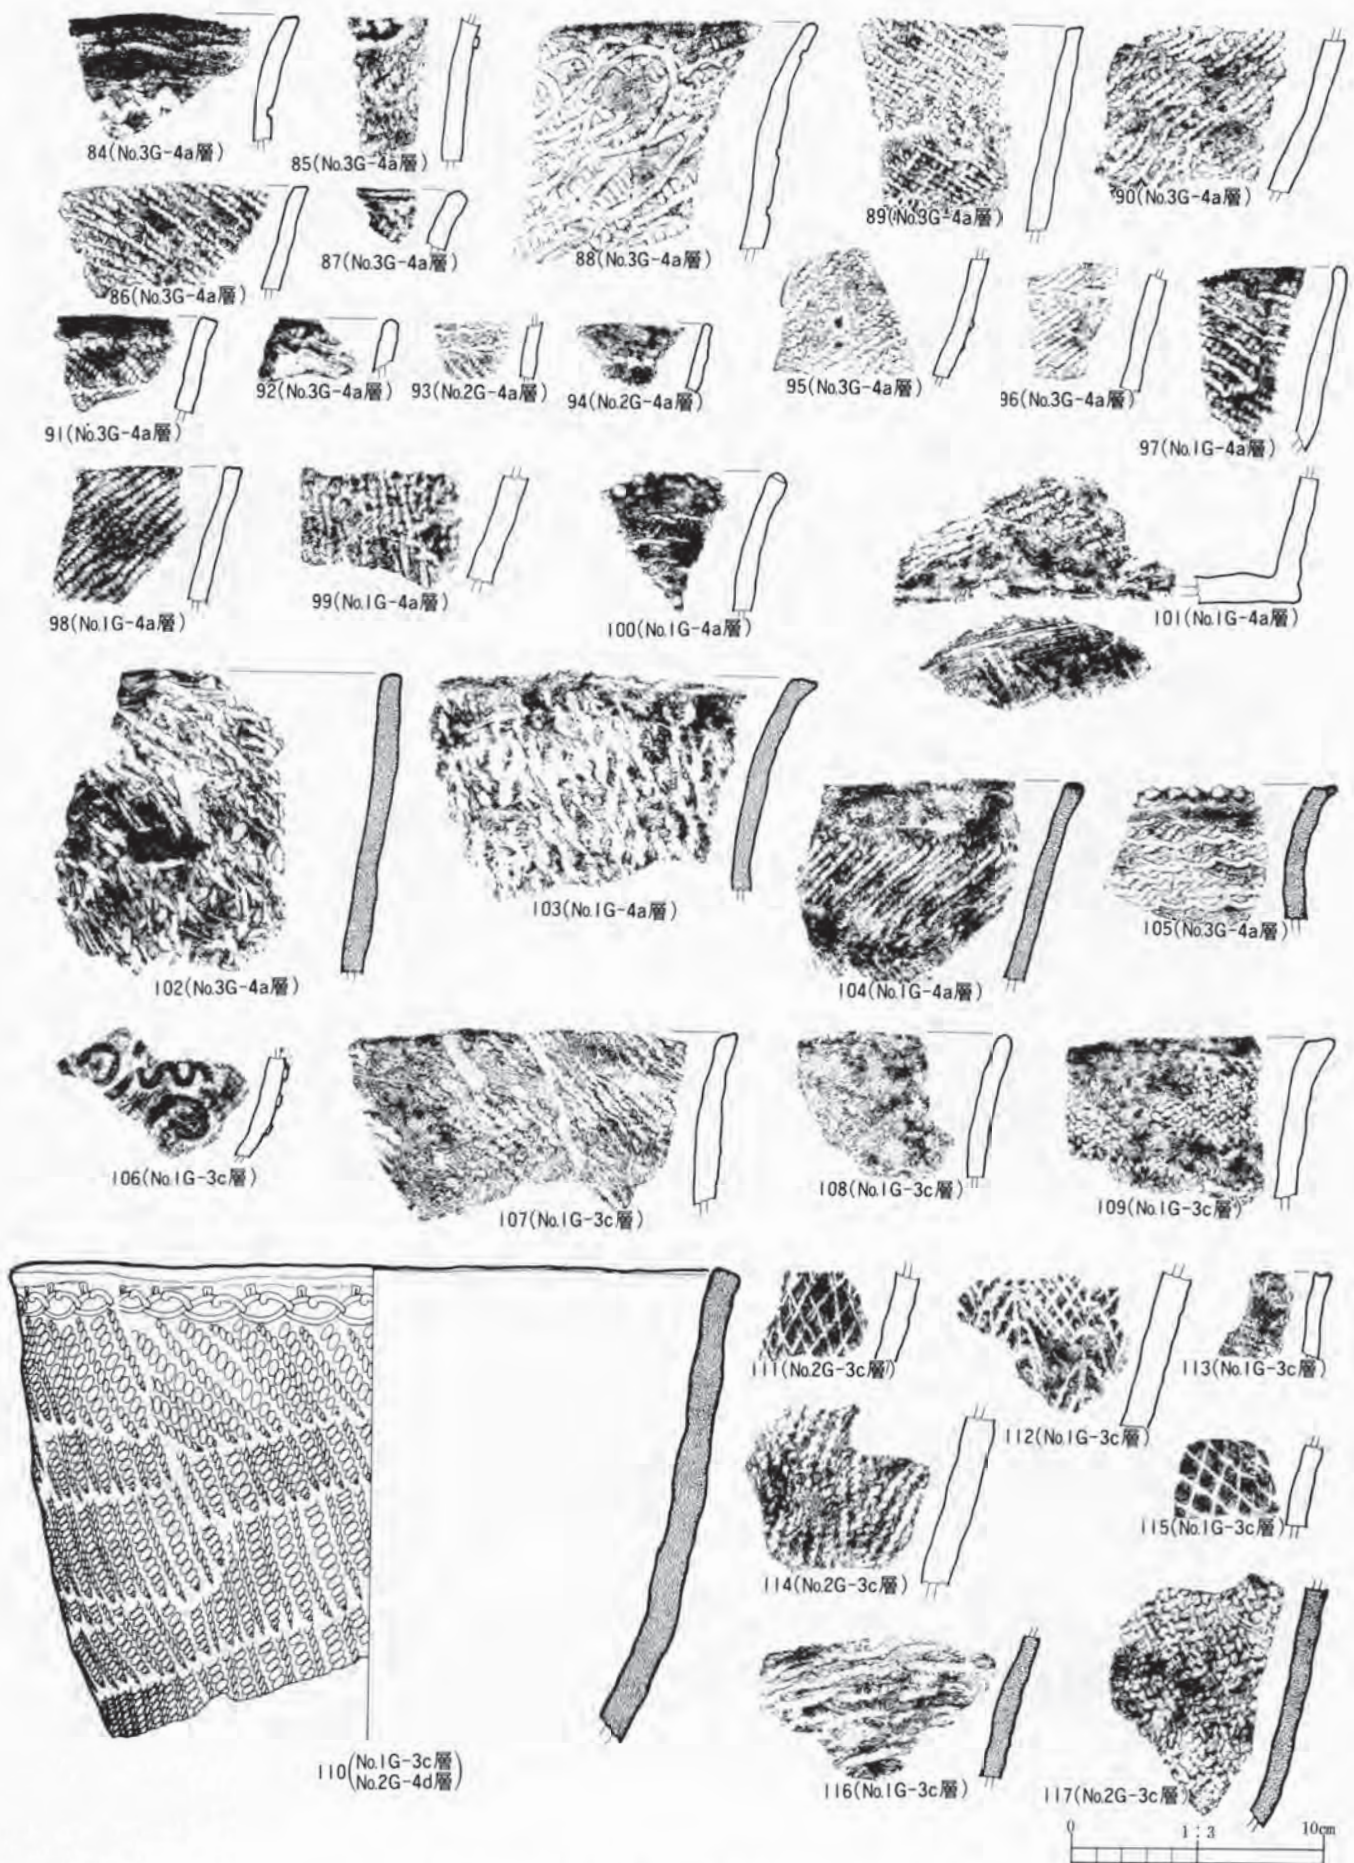 84(No.3G-4a層)
85(No.3G-4a層)
86(No.3G-4a層)
87(No.3G-4a層)
88(No.3G-4a層)
89(No.3G-4a層)
90(No.3G-4a層)
91(No.3G-4a層)
92(No.3G-4a層)
93(No.2G-4a層)
94(No.2G-4a層)
95(No.3G-4a層)
96(No.3G-4a層)
97(No.1G-4a層)
98(No.1G-4a層)
99(No.1G-4a層)
100(No.1G-4a層)
101(No.1G-4a層)
102(No.3G-4a層)
103(No.1G-4a層)
104(No.1G-4a層)
105(No.3G-4a層)
106(No.1G-3c層)
107(No.1G-3c層)
108(No.1G-3c層)
109(No.1G-3c層)
110(No.1G-3c層
No.2G-4d層)
111(No.2G-3c層)
112(No.1G-3c層)
113(No.1G-3c層)
114(No.2G-3c層)
115(No.1G-3c層)
116(No.1G-3c層)
117(No.2G-3c層)
0 1:3 10cm